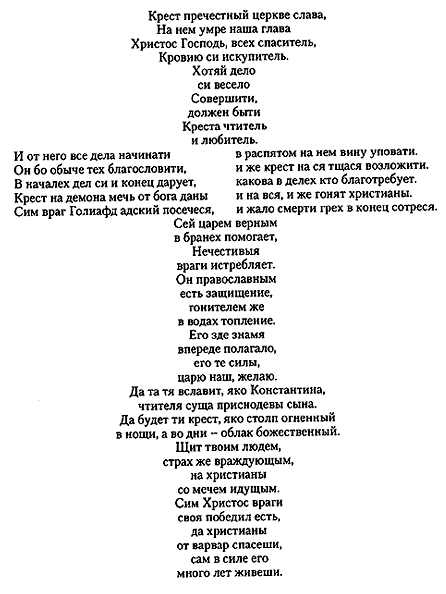 Крест пречестный церкве слава,
На нем умре наша глава
Христос Господь, всех спаситель,
Кровию си искупитель.
Хотяй дело
си весело
Совершити,
должен быти
Креста чтитель
и любитель.
И от него все дела начинати в распятом на нем вину уповати.
Он бо обыче тех благословити, и же крест на ся тщася возложити.
В началех дел си и конец дарует, какова в делех кто благотребует.
Крест на демона мечь от бога даны и на вся, и же гонят християны.
Сим враг Голиафд адский посечеся, и жало смерти грех в конец сотреся.
Сей царем верным
в бранех помогает,
Нечестивыя
враги истребляет.
Он православным
есть защищение,
гонителем же
в водах топление.
Его зде знамя
впереде полагало,
его те силы,
царю наш, желаю.
Да та тя вславит, яко Константина,
чтителя суща приснодевы сына.
Да будет ти крест, яко столп огненный
в нощи, а во дни – облак божественный.
Щит твоим людем,
страх же враждующым,
на християны
со мечем идущым.
Сим Христос враги
своя победил есть,
да християны
от варвар спасеши,
сам в силе его
много лет живеши.